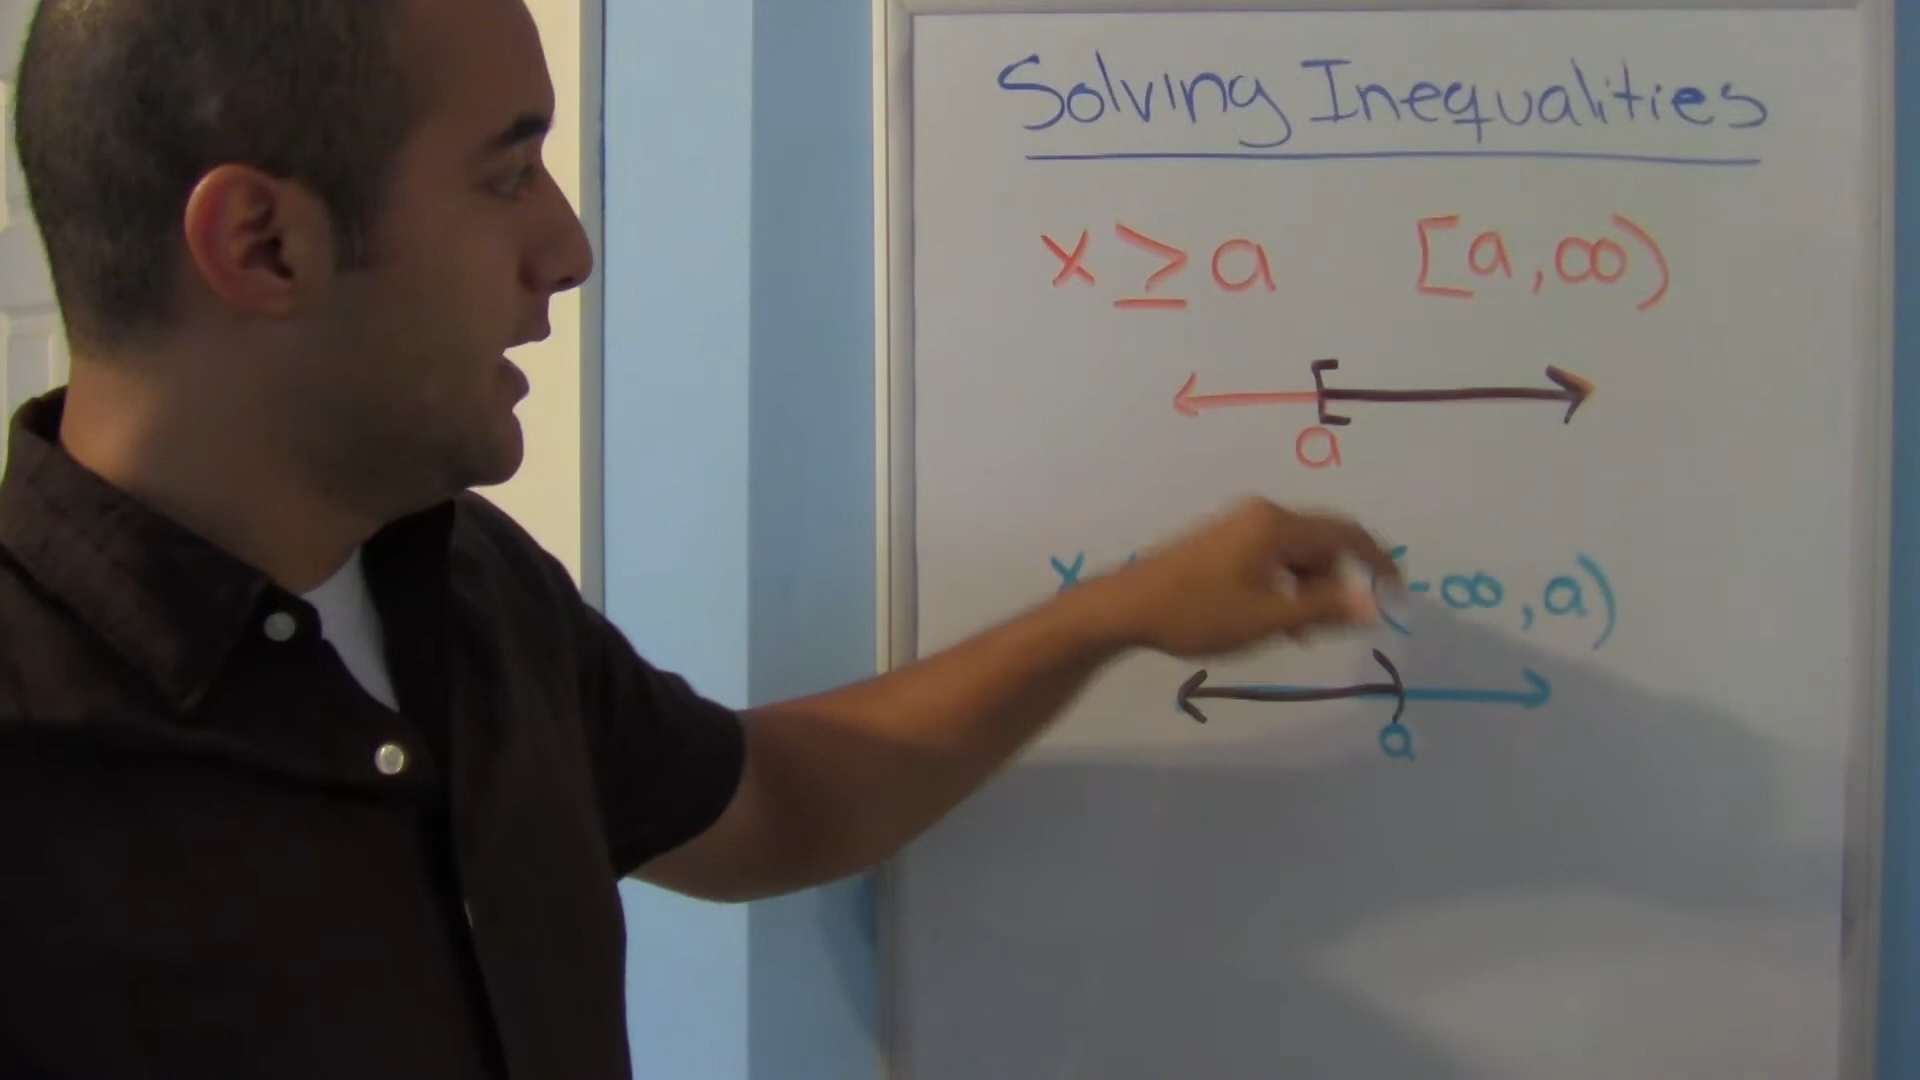 Solving Inequalities
x ≥ a [a, ∞)
a
x (-∞, a)
a